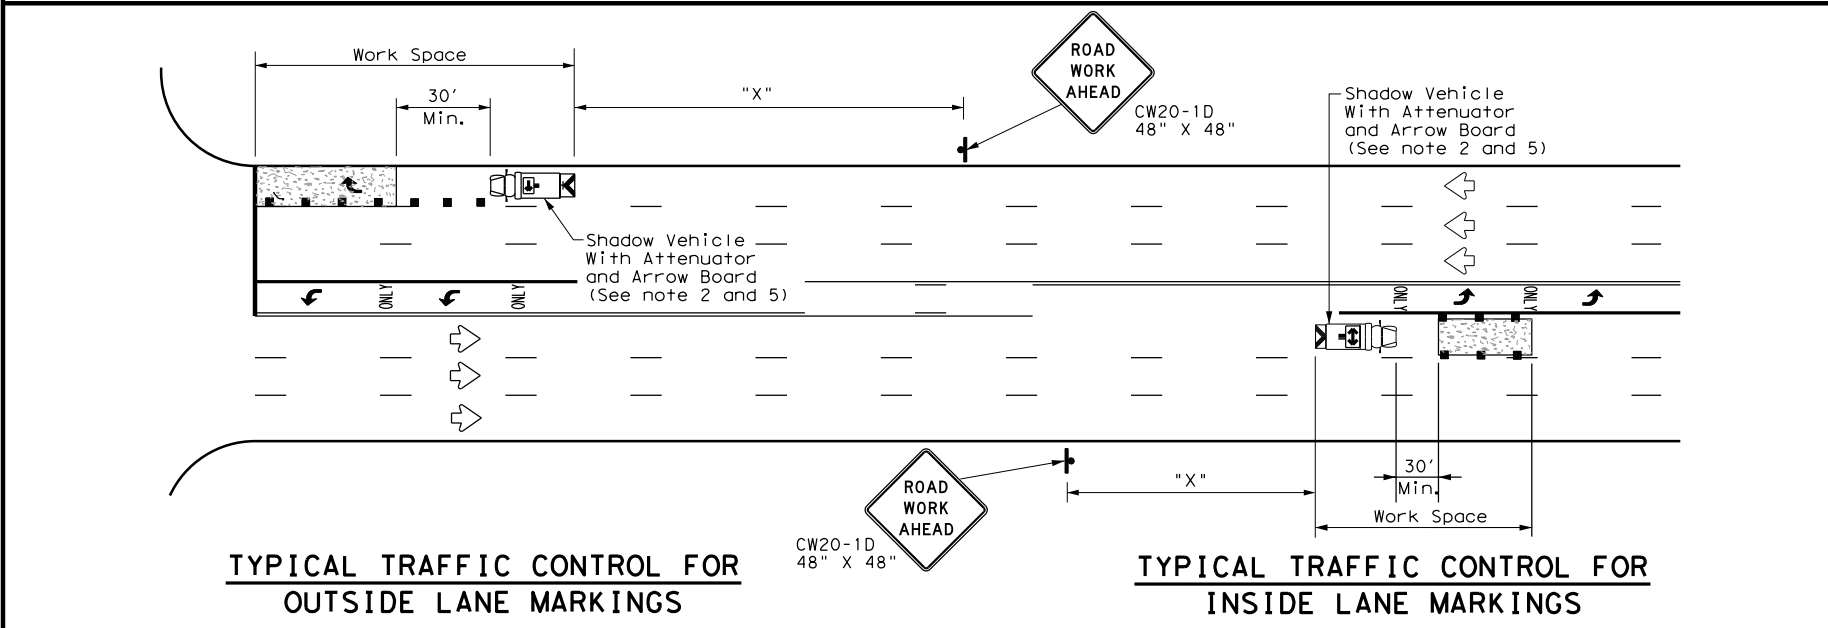 Work Space
30'
Min.
"X"
ROAD
WORK
AHEAD
CW20-1D
48" X 48"
Shadow Vehicle
With Attenuator
and Arrow Board
(See note 2 and 5)
Shadow Vehicle
With Attenuator
and Arrow Board
(See note 2 and 5)
ONLY
ONLY
ONLY
ONLY
ROAD
WORK
AHEAD
CW20-1D
48" X 48"
"X"
30'
Min.
Work Space
TYPICAL TRAFFIC CONTROL FOR
OUTSIDE LANE MARKINGS
TYPICAL TRAFFIC CONTROL FOR
INSIDE LANE MARKINGS